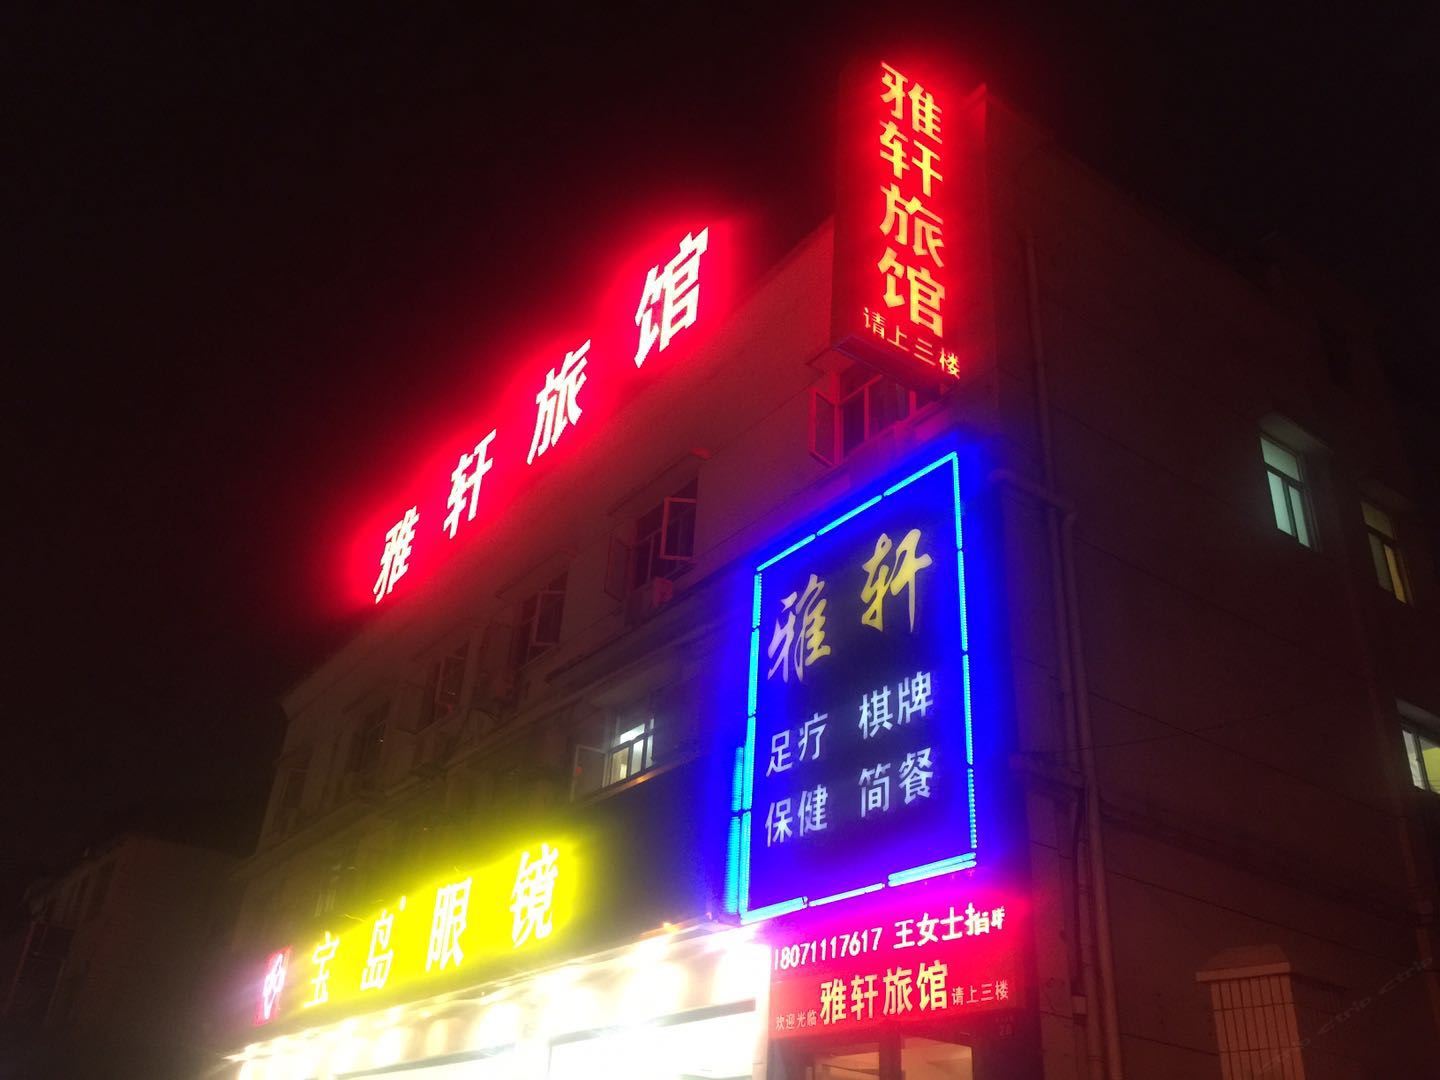 雅轩旅馆
请上三楼
雅轩旅馆
雅轩
足疗 棋牌
保健 简餐
宝岛眼镜
18071117617 王女士
欢迎光临 雅轩旅馆 请上三楼